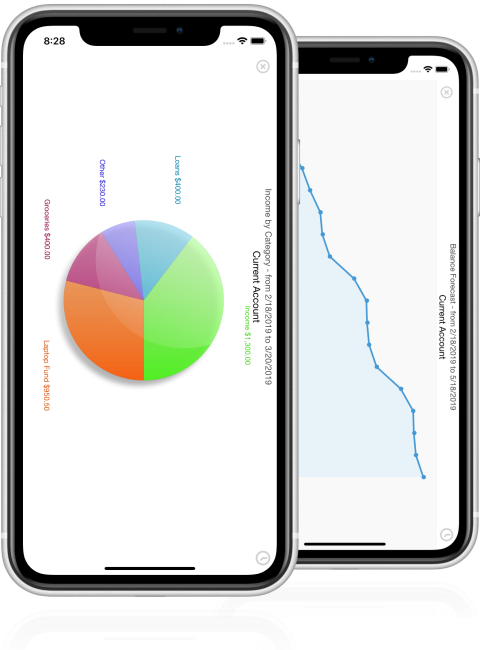 8:28
Income by Category - from 2/18/2019 to 3/20/2019
Current Account
Income $1,300.00
Loans $400.00
Other $230.00
Groceries $400.00
Laptop Fund $950.50
Balance Forecast - from 2/18/2019 to 5/18/2019
Current Account